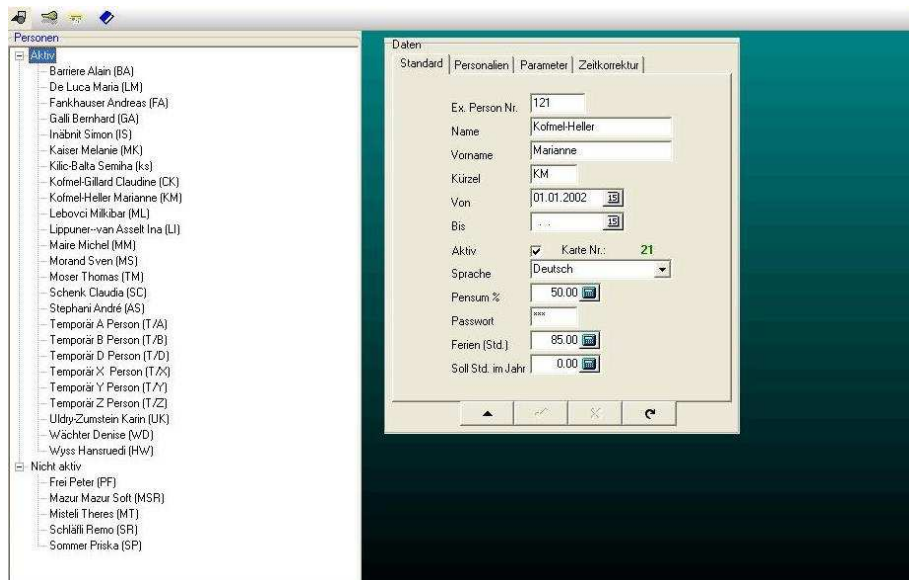 Personen
Aktiv
Barriere Alain (BA)
De Luca Maria (LM)
Fankhauser Andreas (FA)
Galli Bernhard (GA)
Inäbnit Simon (IS)
Kaiser Melanie (MK)
Kilic-Balta Semiha (ks)
Kofmel-Gillard Claudine (CK)
Kofmel-Heller Marianne (KM)
Lebovci Milkibar (ML)
Lippuner--van Asselt Ina (LI)
Maire Michel (MM)
Morand Sven (MS)
Moser Thomas (TM)
Schenk Claudia (SC)
Stephani André (AS)
Temporär A Person (T/A)
Temporär B Person (T/B)
Temporär D Person (T/D)
Temporär X Person (T/X)
Temporär Y Person (T/Y)
Temporär Z Person (T/Z)
Uldry-Zumstein Karin (UK)
Wächter Denise (WD)
Wyss Hansruedi (HW)
Nicht aktiv
Frei Peter (PF)
Mazur Mazur Soft (MSR)
Misteli Theres (MT)
Schläfli Remo (SR)
Sommer Priska (SP)
Daten
Standard Personalien Parameter Zeitkorrektur
Ex. Person Nr. 121
Name Kofmel-Heller
Vorname Marianne
Kürzel KM
Von 01.01.2002 15
Bis . . 15
Aktiv Karte Nr.: 21
Sprache Deutsch
Pensum % 50.00
Passwort ***
Ferien (Std.) 85.00
Soll Std. im Jahr 0.00